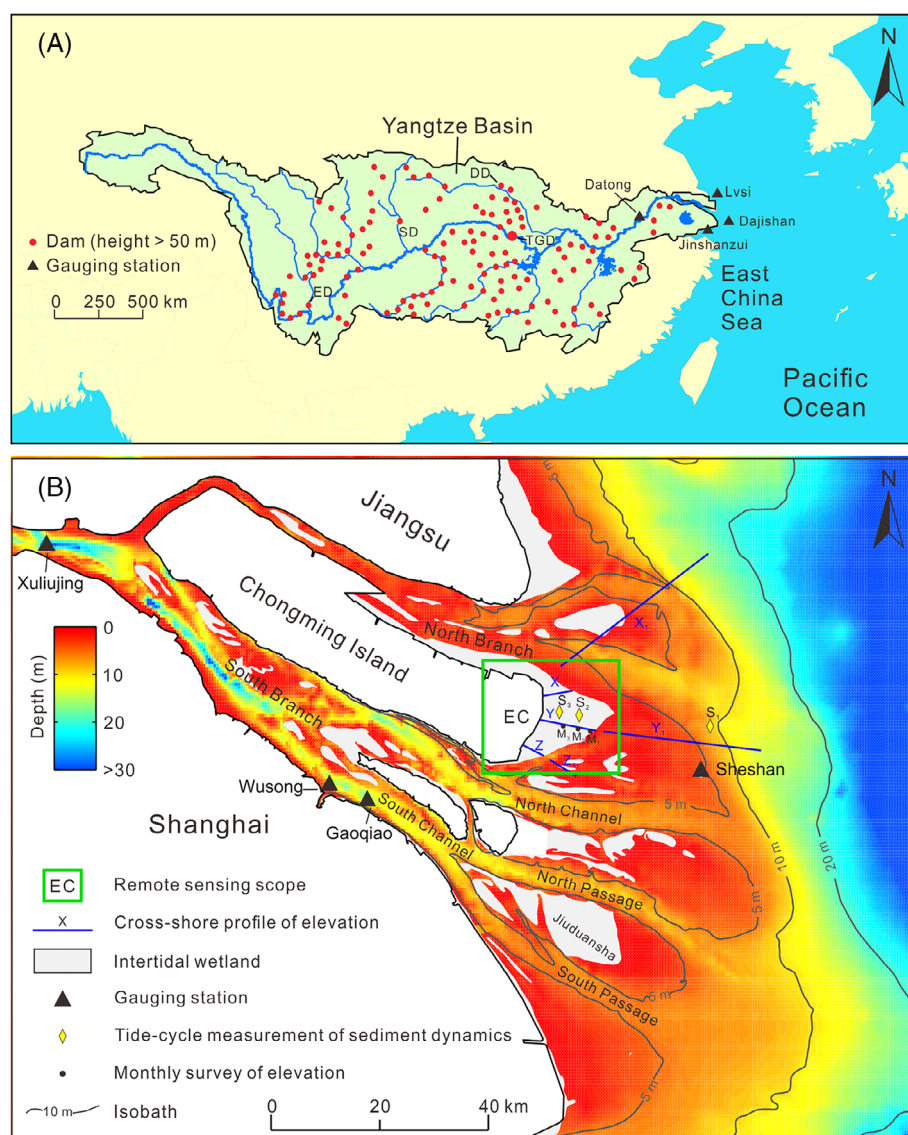 (A)
N
Yangtze Basin
DD
Datong
Lvsi
Dajishan
SD
TGD
Jinshanzui
Dam (height > 50 m)
Gauging station
ED
0 250 500 km
East
China
Sea
Pacific
Ocean
(B)
N
5 m
Jiangsu
Xuliujing
Chongming Island
X₁
North Branch
0
10
20
>30
Depth (m)
South Branch
X
S₃ S₂
S₁
EC
Y
Y₁
M₃ M₂ M₁
Z
Z₁
Sheshan
Wusong
5 m
North Channel
10 m
20 m
Gaoqiao
South Channel
Shanghai
North Passage
5 m
EC Remote sensing scope
Jiuduansha
X Cross-shore profile of elevation
South Passage
5 m
Intertidal wetland
Gauging station
Tide-cycle measurement of sediment dynamics
5 m
Monthly survey of elevation
10 m Isobath
0 20 40 km